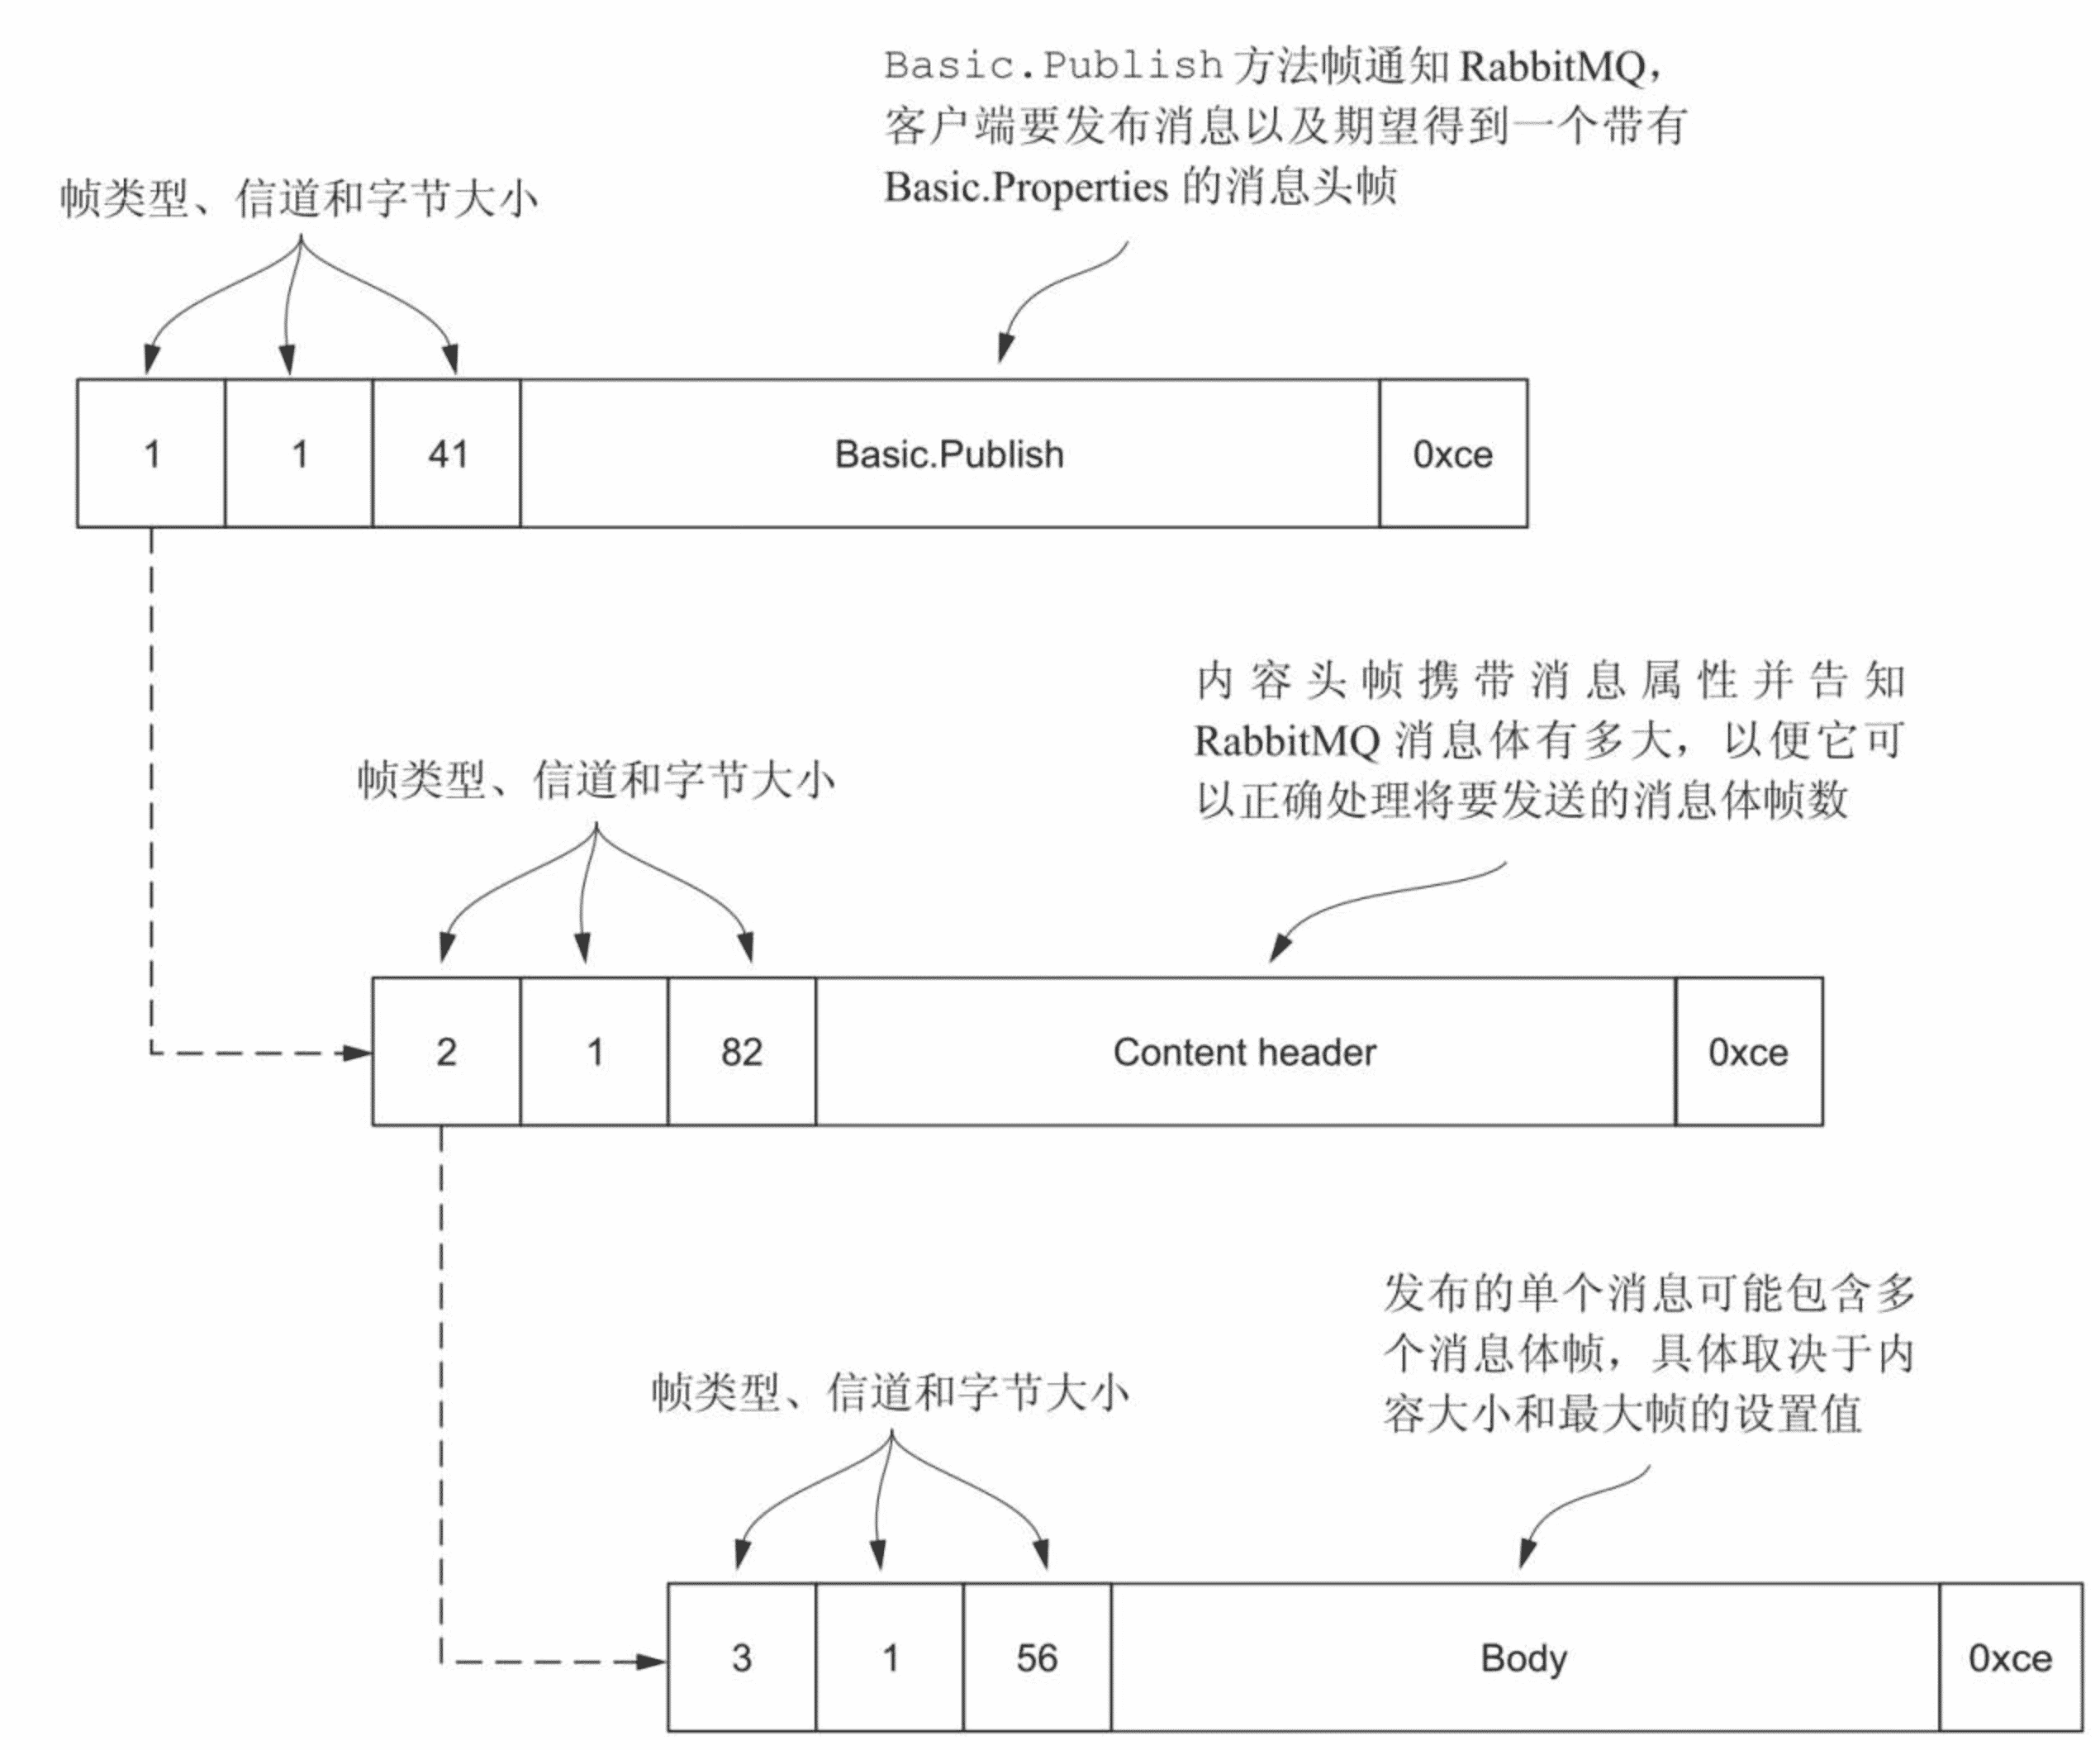 Basic.Publish 方法帧通知 RabbitMQ,
客户端要发布消息以及期望得到一个带有
Basic.Properties 的消息头帧
帧类型、信道和字节大小
1 1 41 Basic.Publish 0xce
内容头帧携带消息属性并告知
RabbitMQ 消息体有多大，以便它可
以正确处理将要发送的消息体帧数
帧类型、信道和字节大小
2 1 82 Content header 0xce
发布的单个消息可能包含多
个消息体帧，具体取决于内
容大小和最大帧的设置值
帧类型、信道和字节大小
3 1 56 Body 0xce